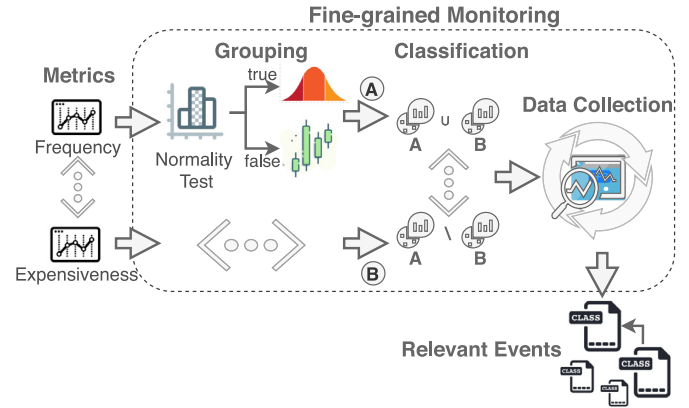 Fine-grained Monitoring
Grouping
Classification
Metrics
true
A
Data Collection
Frequency
∪
A
B
Normality
Test
false
Expensiveness
\
A
B
B
CLASS
Relevant Events
CLASS
CLASS
CLASS